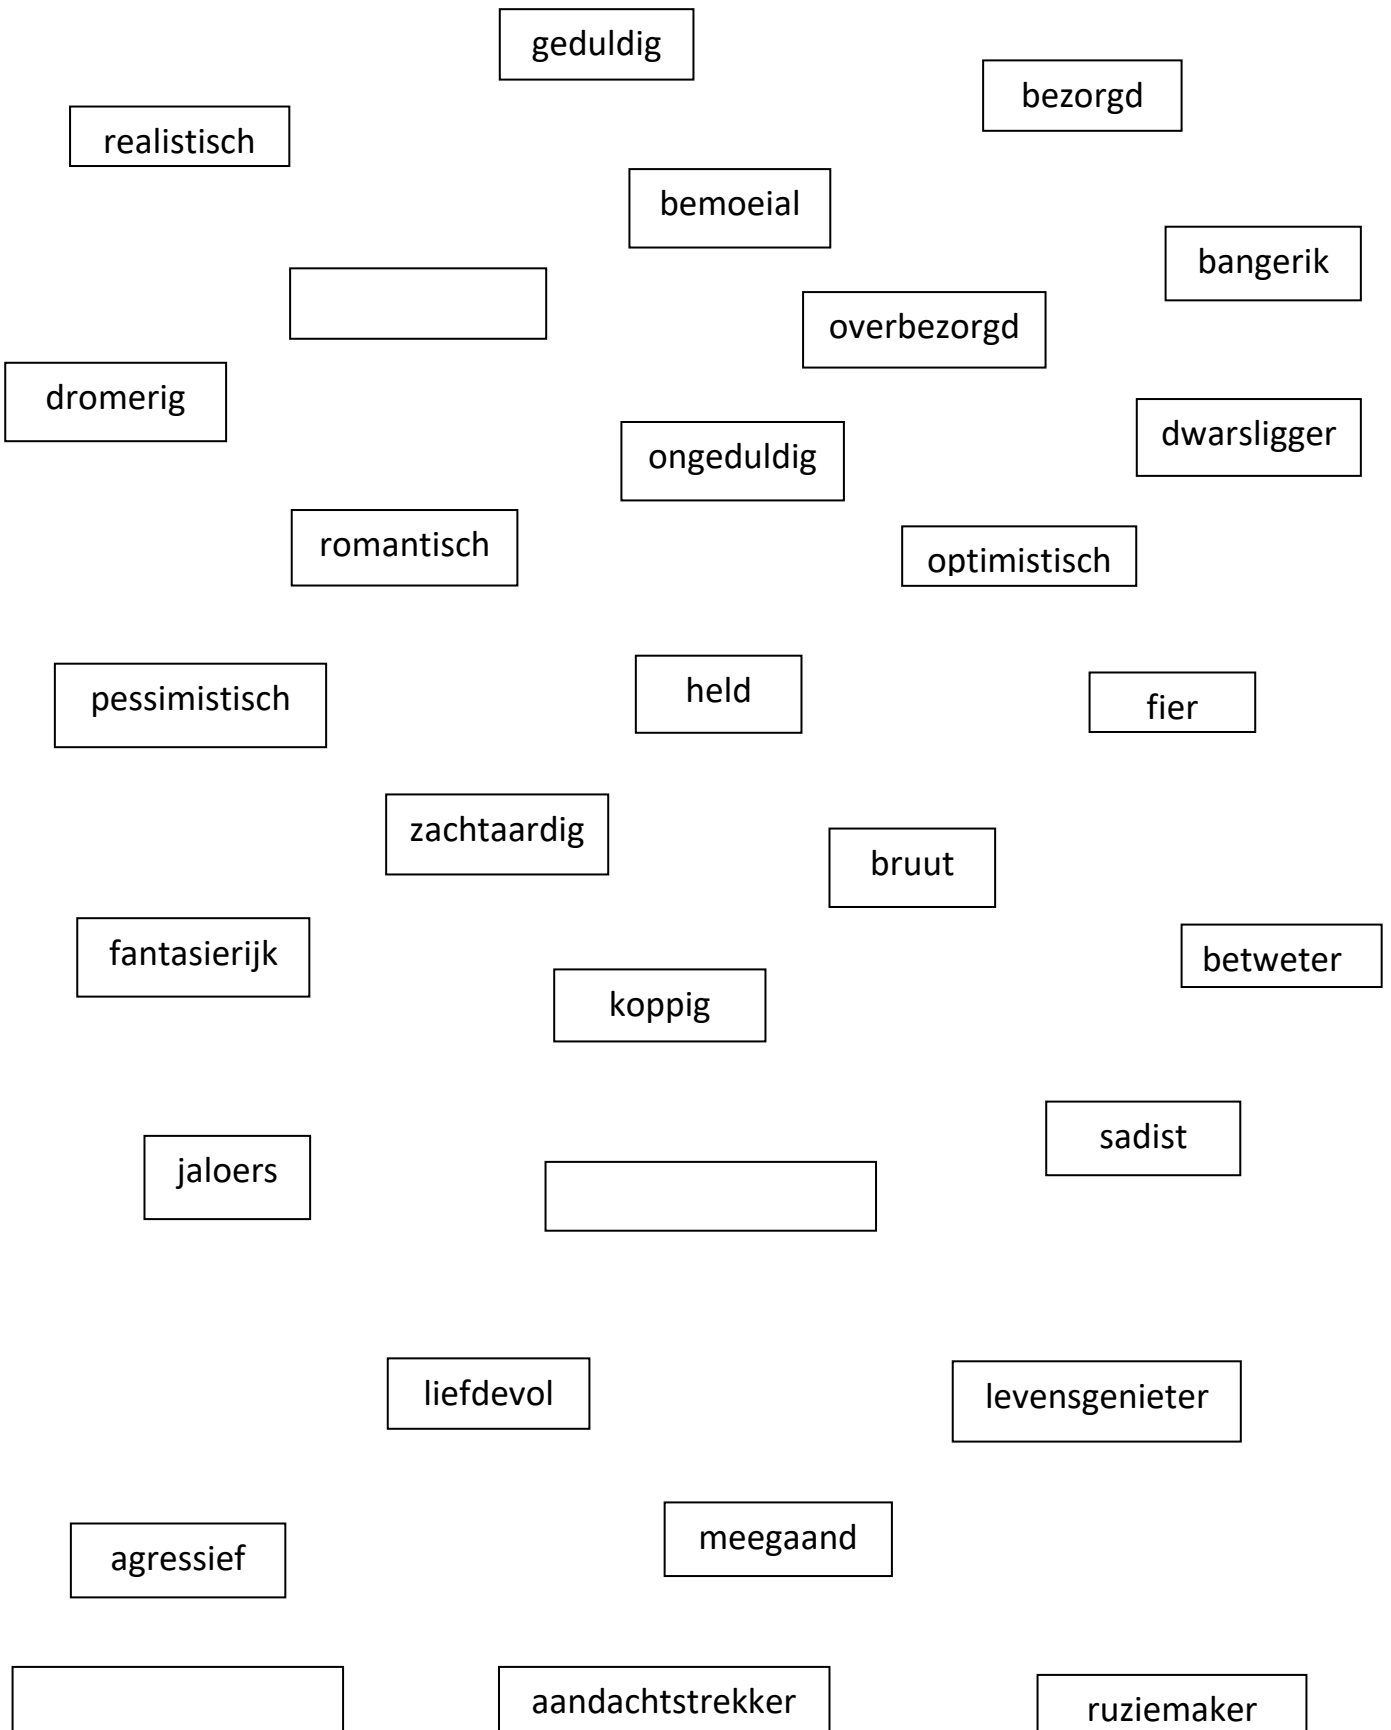 geduldig
bezorgd
realistisch
bemoeial
bangerik
overbezorgd
dromerig
dwarsligger
ongeduldig
romantisch
optimistisch
pessimistisch
held
fier
zachtaardig
bruut
fantasierijk
betweter
koppig
sadist
jaloers
liefdevol
levensgenieter
meegaand
agressief
aandachtstrekker
ruziemaker